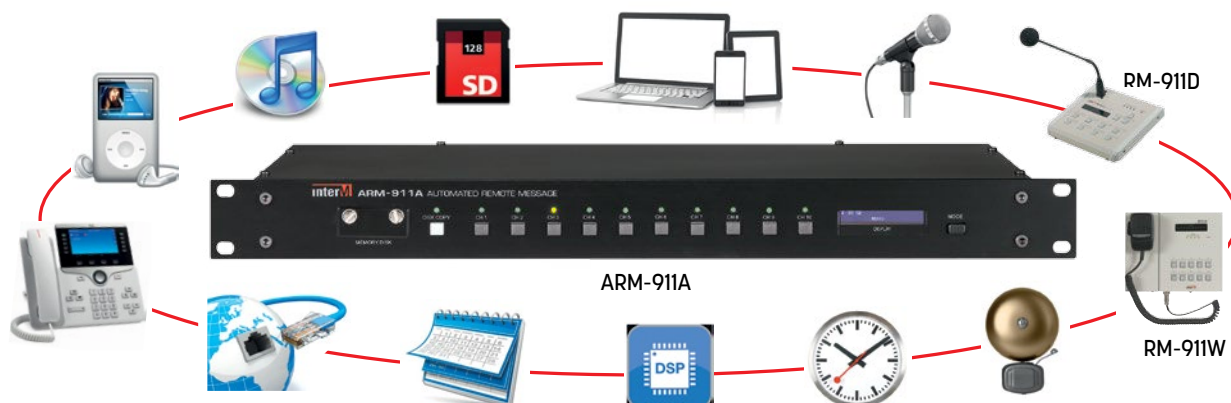 128
SD
RM-911D
interM ARM-911A AUTOMATED REMOTE MESSAGE
DISK COPY
CH 1
CH 2
CH 3
CH 4
CH 5
CH 6
CH 7
CH 8
CH 9
CH 10
MODE
MEMORY DISK
DISPLAY
ARM-911A
DSP
RM-911W